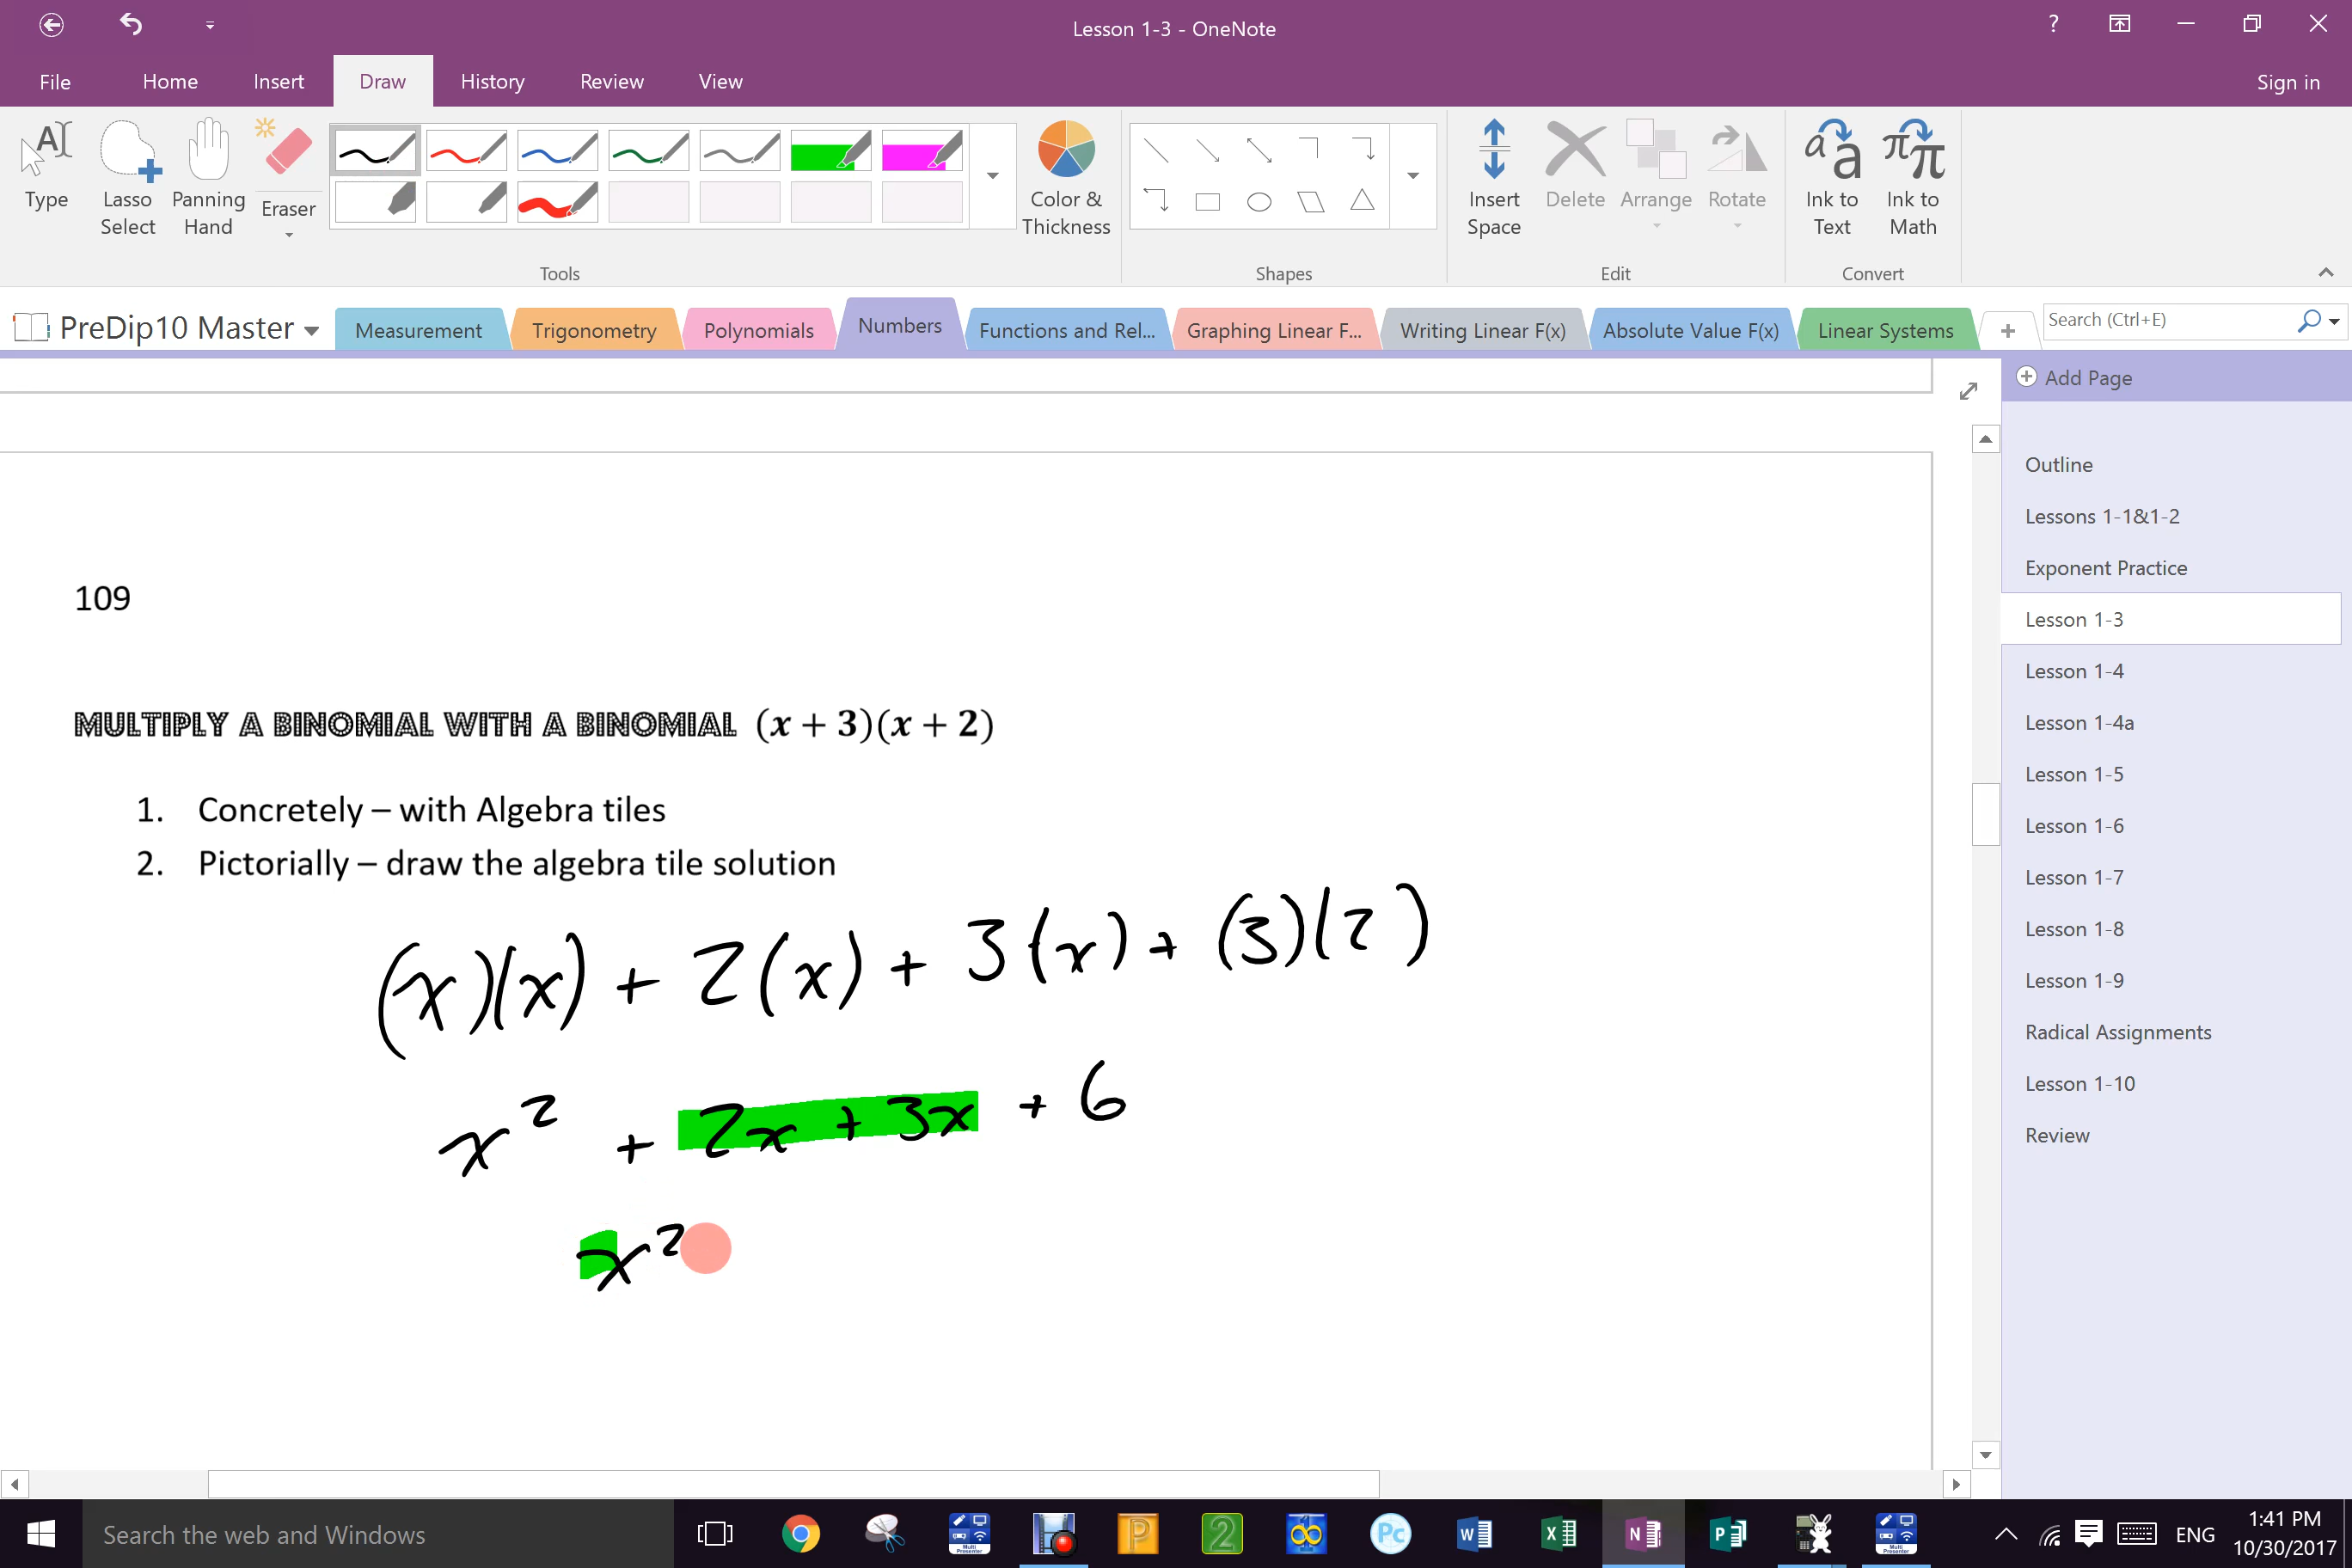 Lesson 1-3 - OneNote
?
File Home Insert Draw History Review View Sign in
Type
Lasso Select
Panning Hand
Eraser
Color & Thickness
Insert Space
Delete Arrange Rotate
Ink to Text
Ink to Math
Tools Shapes Edit Convert
PreDip10 Master Measurement Trigonometry Polynomials Numbers Functions and Rel... Graphing Linear F... Writing Linear F(x) Absolute Value F(x) Linear Systems + Search (Ctrl+E)
Add Page
Outline
Lessons 1-1&1-2
Exponent Practice
Lesson 1-3
Lesson 1-4
Lesson 1-4a
Lesson 1-5
Lesson 1-6
Lesson 1-7
Lesson 1-8
Lesson 1-9
Radical Assignments
Lesson 1-10
Review
109
MULTIPLY A BINOMIAL WITH A BINOMIAL (x + 3)(x + 2)
1. Concretely – with Algebra tiles
2. Pictorially – draw the algebra tile solution
(x)(x) + 2(x) + 3(x) + (3)(2)
x² + 2x + 3x + 6
x²
Search the web and Windows
ENG
1:41 PM
10/30/2017